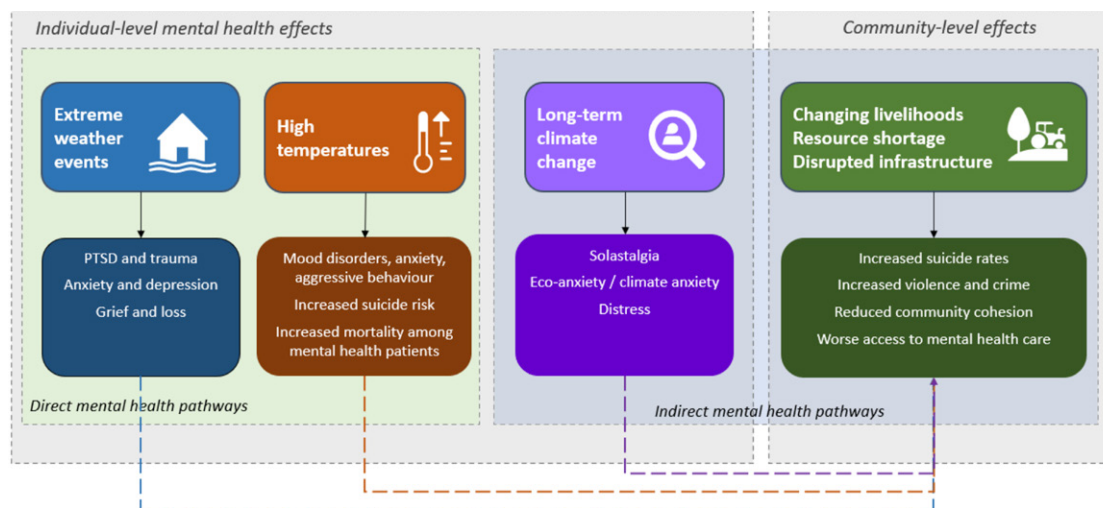 Individual-level mental health effects
Community-level effects
Extreme
weather
events
High
temperatures
Long-term
climate
change
Changing livelihoods
Resource shortage
Disrupted infrastructure
PTSD and trauma
Anxiety and depression
Grief and loss
Mood disorders, anxiety,
aggressive behaviour
Increased suicide risk
Increased mortality among
mental health patients
Solastalgia
Eco-anxiety / climate anxiety
Distress
Increased suicide rates
Increased violence and crime
Reduced community cohesion
Worse access to mental health care
Direct mental health pathways
Indirect mental health pathways